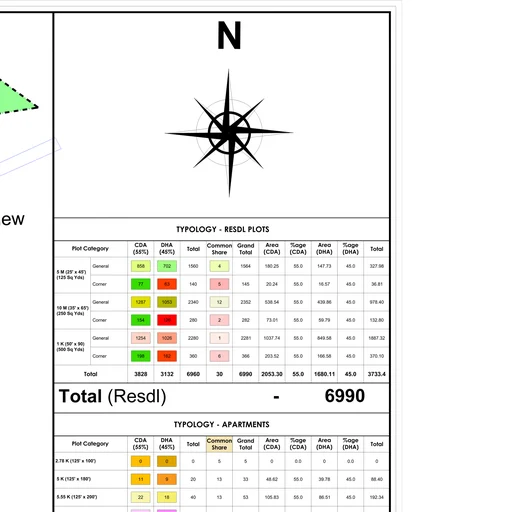 N
ew
TYPOLOGY - RESDL PLOTS
Plot Category CDA (55%) DHA (45%) Total Common Share Grand Total Area (CDA) %age (CDA) Area (DHA) %age (DHA) Total
5 M (25' x 45') (125 Sq Yds) General 858 702 1560 4 1564 180.25 55.0 147.73 45.0 327.98
Corner 77 63 140 5 145 20.24 55.0 16.57 45.0 36.81
10 M (35' x 65') (250 Sq Yds) General 1287 1053 2340 12 2352 538.54 55.0 439.86 45.0 978.40
Corner 154 280 2 282 73.01 55.0 59.79 45.0 132.80
1 K (50' x 90) (500 Sq Yds) General 1254 1026 2280 1 2281 1037.74 55.0 849.58 45.0 1887.32
Corner 198 162 360 6 366 203.52 55.0 166.58 45.0 370.10
Total 3828 3132 6960 30 6990 2053.30 55.0 1680.11 45.0 3733.4
Total (Resdl) - 6990
TYPOLOGY - APARTMENTS
Plot Category CDA (55%) DHA (45%) Total Common Share Grand Total Area (CDA) %age (CDA) Area (DHA) %age (DHA) Total
2.78 K (125' x 100') 0 0 0 5 5 0 0.0 0 0.0 0
5 K (125' x 180') 11 9 20 13 33 48.62 55.0 39.78 45.0 88.40
5.55 K (125' x 200') 22 18 40 13 53 105.83 55.0 86.51 45.0 192.34